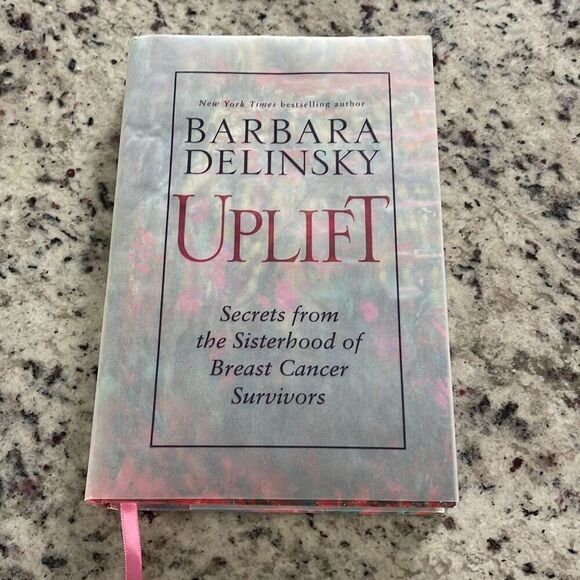 New York Times bestselling author
BARBARA
DELINSKY
UPLIFT
Secrets from
the Sisterhood of
Breast Cancer
Survivors